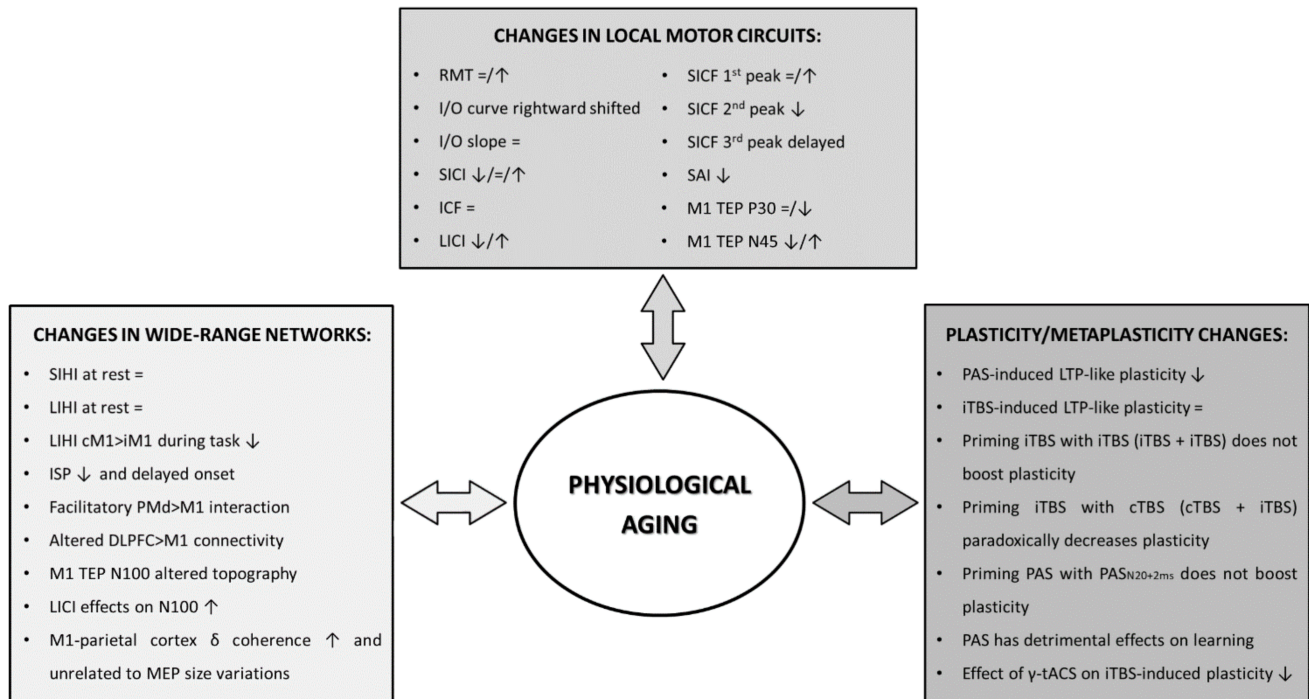 CHANGES IN LOCAL MOTOR CIRCUITS:
• RMT =/↑
• I/O curve rightward shifted
• I/O slope =
• SICI ↓/=/↑
• ICF =
• LICI ↓/↑
• SICF 1st peak =/↑
• SICF 2nd peak ↓
• SICF 3rd peak delayed
• SAI ↓
• M1 TEP P30 =/↓
• M1 TEP N45 ↓/↑
CHANGES IN WIDE-RANGE NETWORKS:
• SIHI at rest =
• LIHI at rest =
• LIHI cM1>iM1 during task ↓
• ISP ↓ and delayed onset
• Facilitatory PMd>M1 interaction
• Altered DLPFC>M1 connectivity
• M1 TEP N100 altered topography
• LICI effects on N100 ↑
• M1-parietal cortex δ coherence ↑ and
unrelated to MEP size variations
PHYSIOLOGICAL
AGING
PLASTICITY/METAPLASTICITY CHANGES:
• PAS-induced LTP-like plasticity ↓
• iTBS-induced LTP-like plasticity =
• Priming iTBS with iTBS (iTBS + iTBS) does not
boost plasticity
• Priming iTBS with cTBS (cTBS + iTBS)
paradoxically decreases plasticity
• Priming PAS with PASN20+2ms does not boost
plasticity
• PAS has detrimental effects on learning
• Effect of γ-tACS on iTBS-induced plasticity ↓